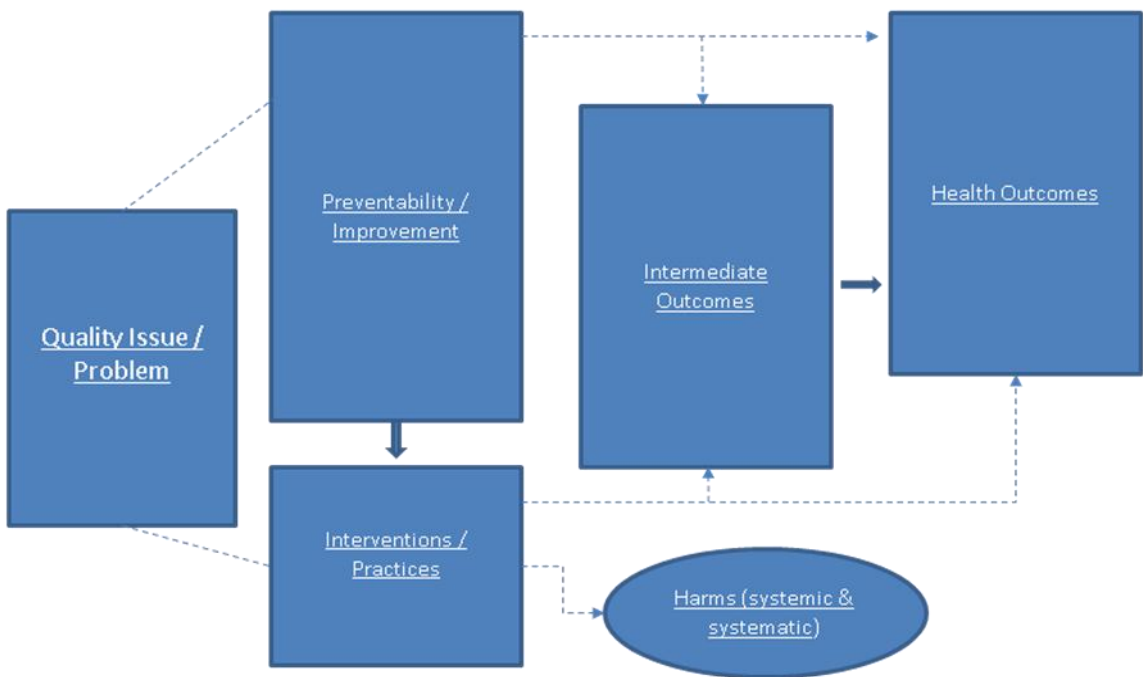 Quality Issue /
Problem
Preventability /
Improvement
Interventions /
Practices
Intermediate
Outcomes
Health Outcomes
Harms (systemic &
systematic)